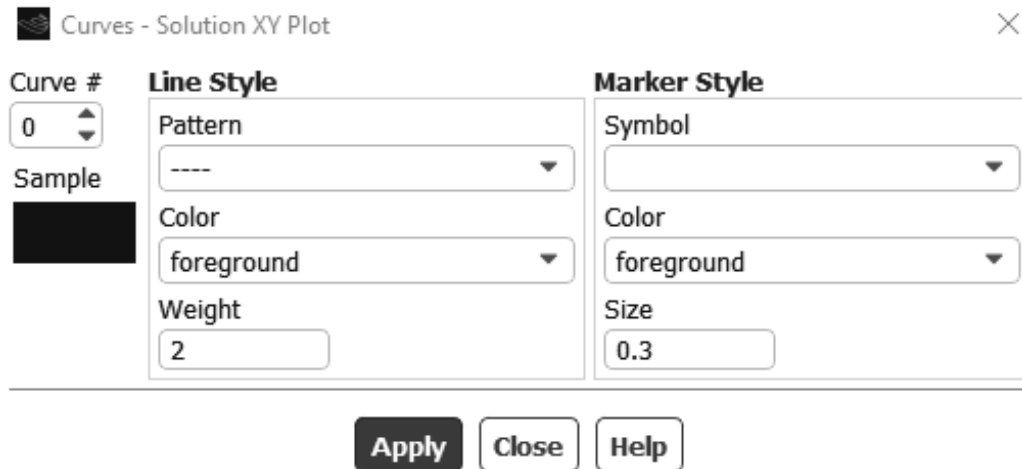 Curves - Solution XY Plot
Curve #
0
Sample
Line Style
Pattern
----
Color
foreground
Weight
2
Marker Style
Symbol
Color
foreground
Size
0.3
Apply Close Help